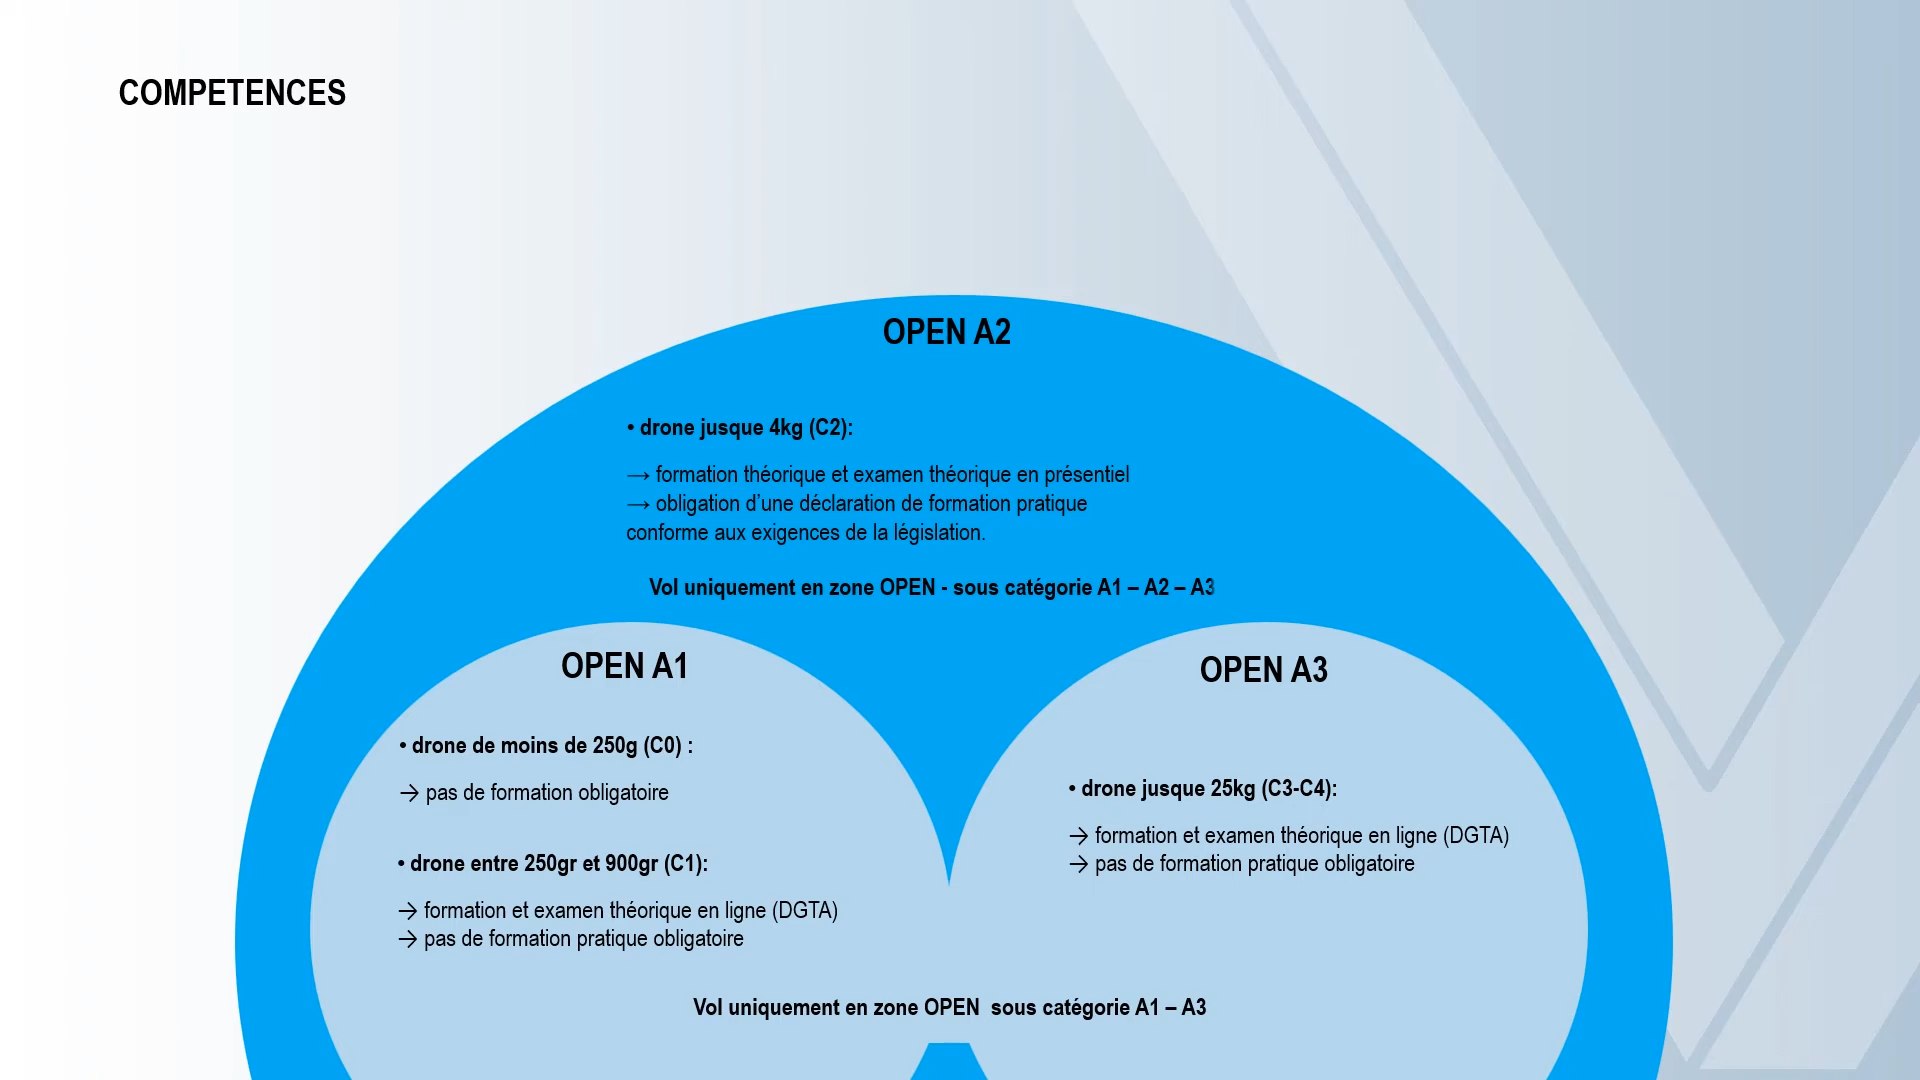 COMPETENCES
OPEN A2
• drone jusque 4kg (C2):
→ formation théorique et examen théorique en présentiel
→ obligation d’une déclaration de formation pratique
conforme aux exigences de la législation.
Vol uniquement en zone OPEN - sous catégorie A1 – A2 – A3
OPEN A1
• drone de moins de 250g (C0) :
→ pas de formation obligatoire
• drone entre 250gr et 900gr (C1):
→ formation et examen théorique en ligne (DGTA)
→ pas de formation pratique obligatoire
OPEN A3
• drone jusque 25kg (C3-C4):
→ formation et examen théorique en ligne (DGTA)
→ pas de formation pratique obligatoire
Vol uniquement en zone OPEN  sous catégorie A1 – A3